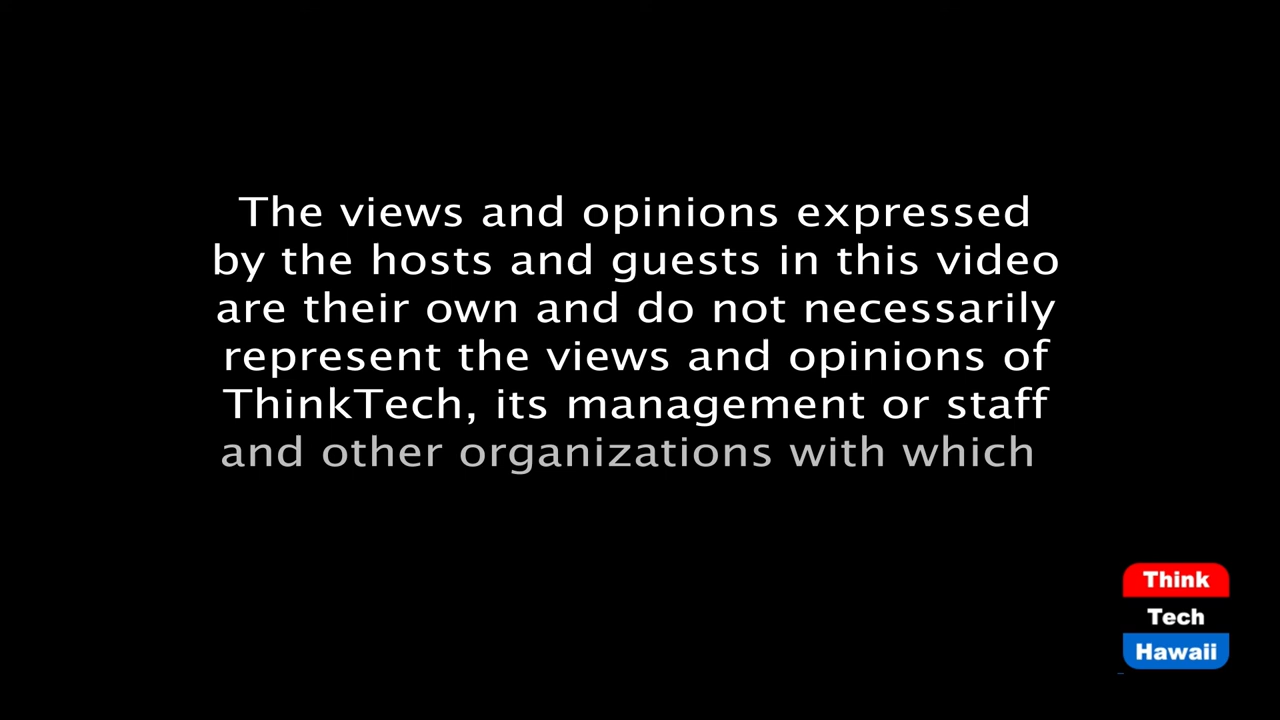 The views and opinions expressed
by the hosts and guests in this video
are their own and do not necessarily
represent the views and opinions of
ThinkTech, its management or staff
and other organizations with which
Think
Tech
Hawaii